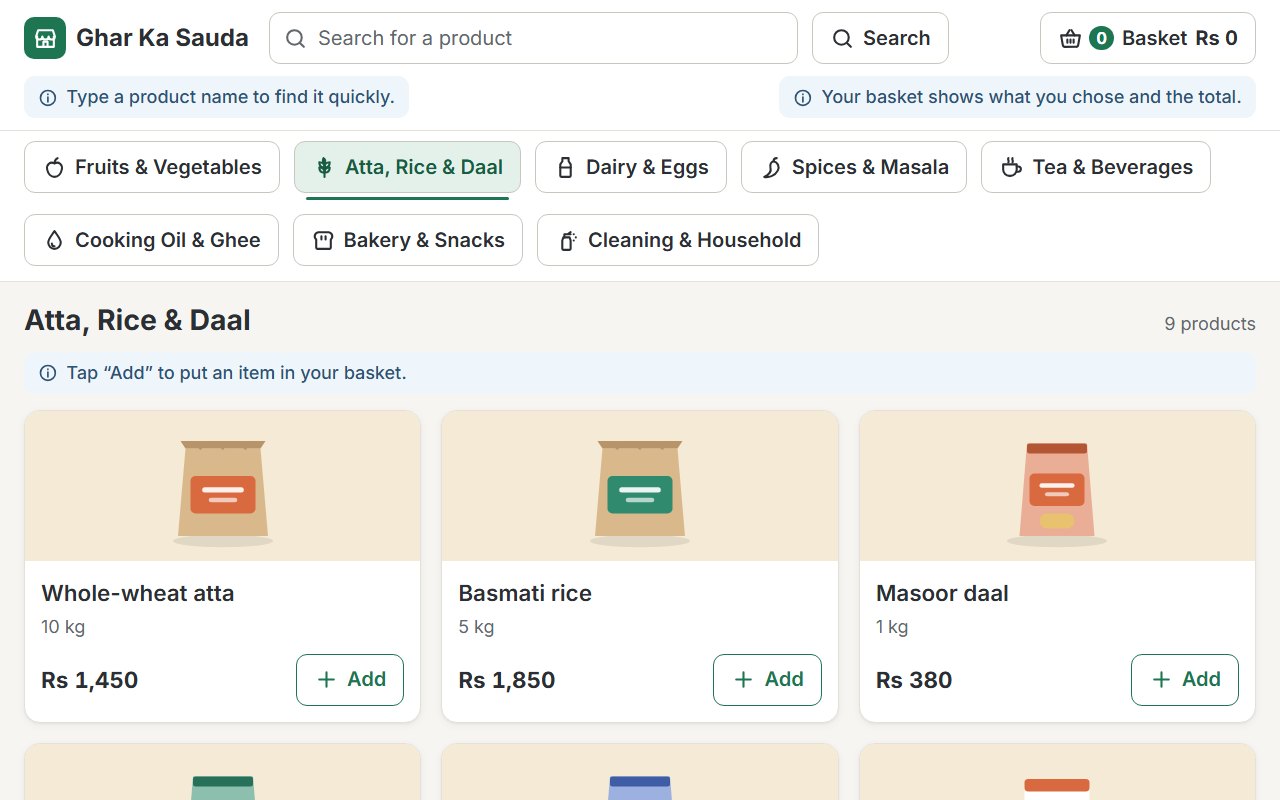 Ghar Ka Sauda
Search for a product
Search
0 Basket Rs 0
Type a product name to find it quickly.
Your basket shows what you chose and the total.
Fruits & Vegetables
Atta, Rice & Daal
Dairy & Eggs
Spices & Masala
Tea & Beverages
Cooking Oil & Ghee
Bakery & Snacks
Cleaning & Household
Atta, Rice & Daal
9 products
Tap “Add” to put an item in your basket.
Whole-wheat atta
10 kg
Rs 1,450
Add
Basmati rice
5 kg
Rs 1,850
Add
Masoor daal
1 kg
Rs 380
Add